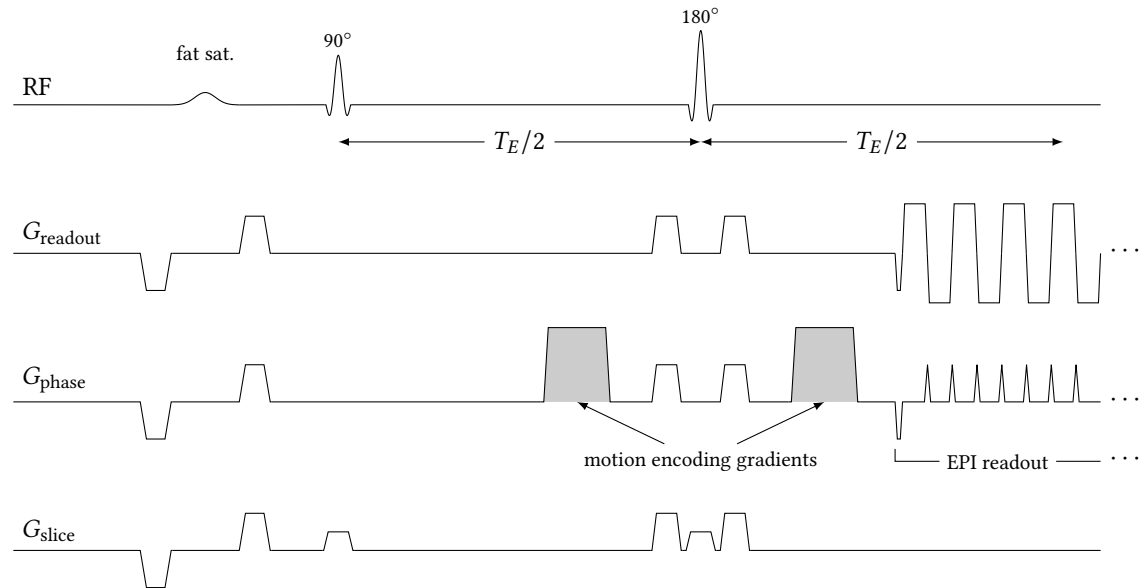 180°
90°
fat sat.
RF
T_E/2 T_E/2
G_readout
...
G_phase
...
motion encoding gradients
EPI readout
...
G_slice